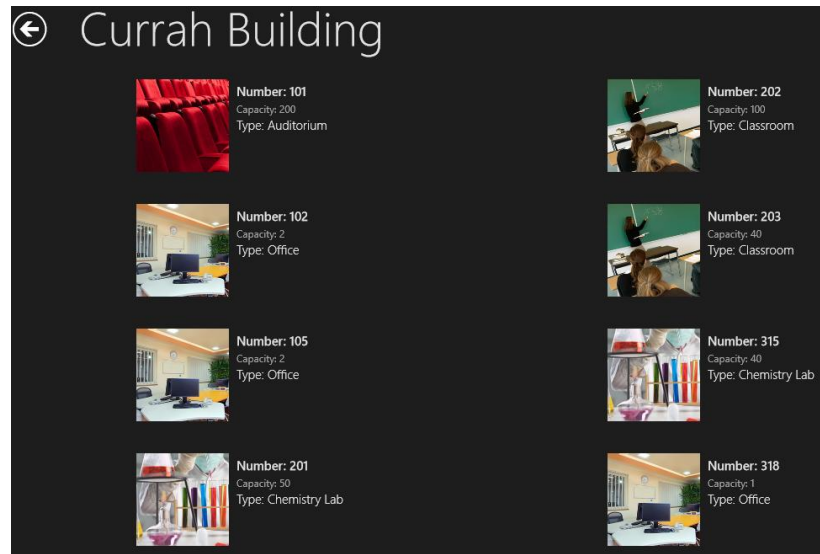 Currah Building
Number: 101
Capacity: 200
Type: Auditorium
Number: 102
Capacity: 2
Type: Office
Number: 105
Capacity: 2
Type: Office
Number: 201
Capacity: 50
Type: Chemistry Lab
Number: 202
Capacity: 100
Type: Classroom
Number: 203
Capacity: 40
Type: Classroom
Number: 315
Capacity: 40
Type: Chemistry Lab
Number: 318
Capacity: 1
Type: Office